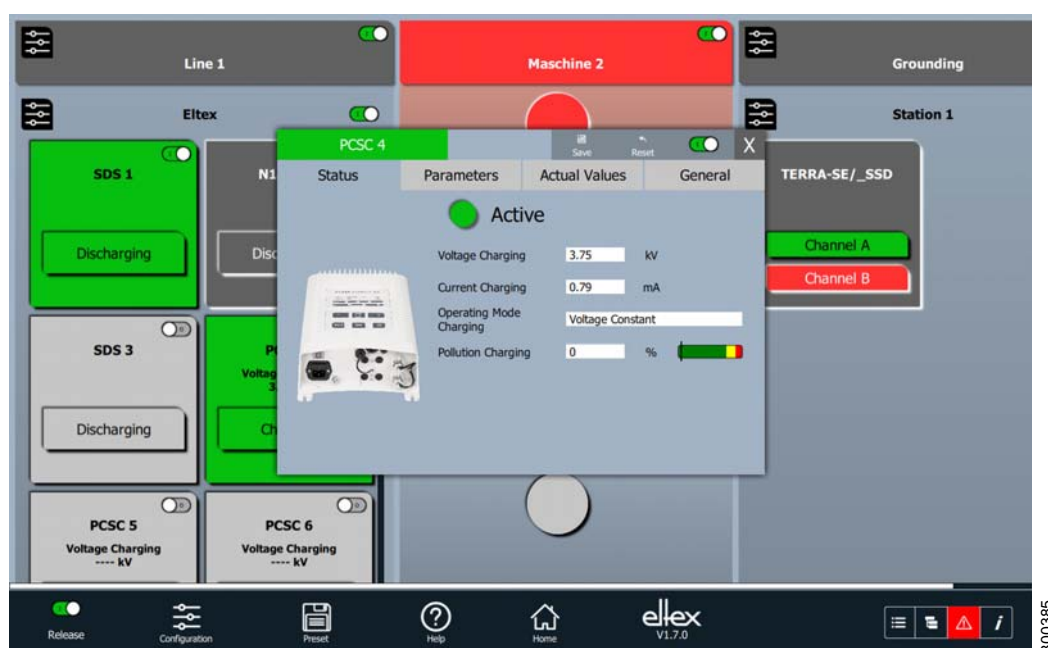 Line 1
Maschine 2
Grounding
Eltex
Station 1
PCSC 4
Save
Reset
X
SDS 1
N1
Status
Parameters
Actual Values
General
TERRA-SE/_SSD
Active
Discharging
Disc
Voltage Charging 3.75 kV
Channel A
Current Charging 0.79 mA
Channel B
Operating Mode
Charging
Voltage Constant
Pollution Charging 0 %
SDS 3
P
Voltag
3.
Discharging
Ch
PCSC 5
PCSC 6
Voltage Charging
---- kV
Voltage Charging
---- kV
Release
Configuration
Preset
Help
Home
eltex
V1.7.0
i